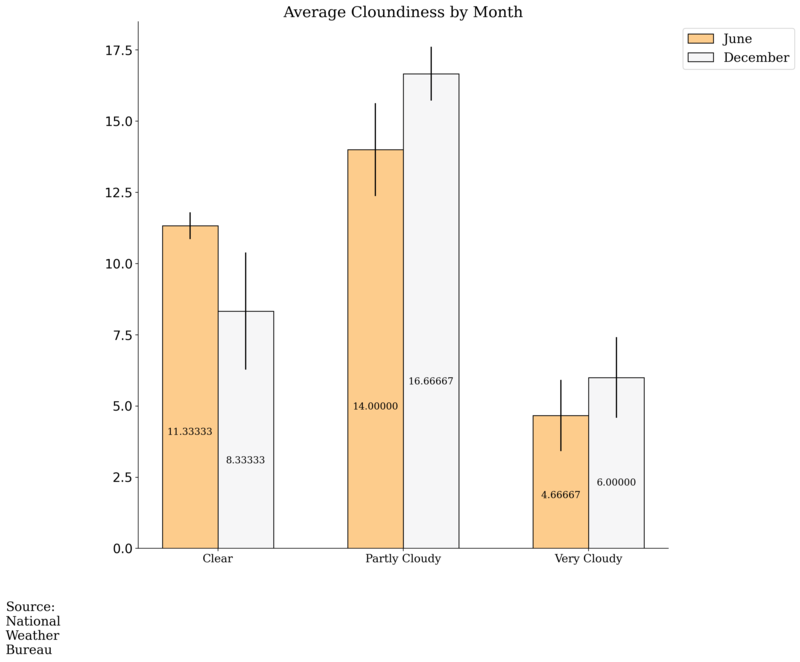 Average Cloundiness by Month
June
December
17.5
15.0
12.5
10.0
7.5
5.0
2.5
0.0
11.33333
8.33333
14.00000
16.66667
4.66667
6.00000
Clear
Partly Cloudy
Very Cloudy
Source:
National
Weather
Bureau